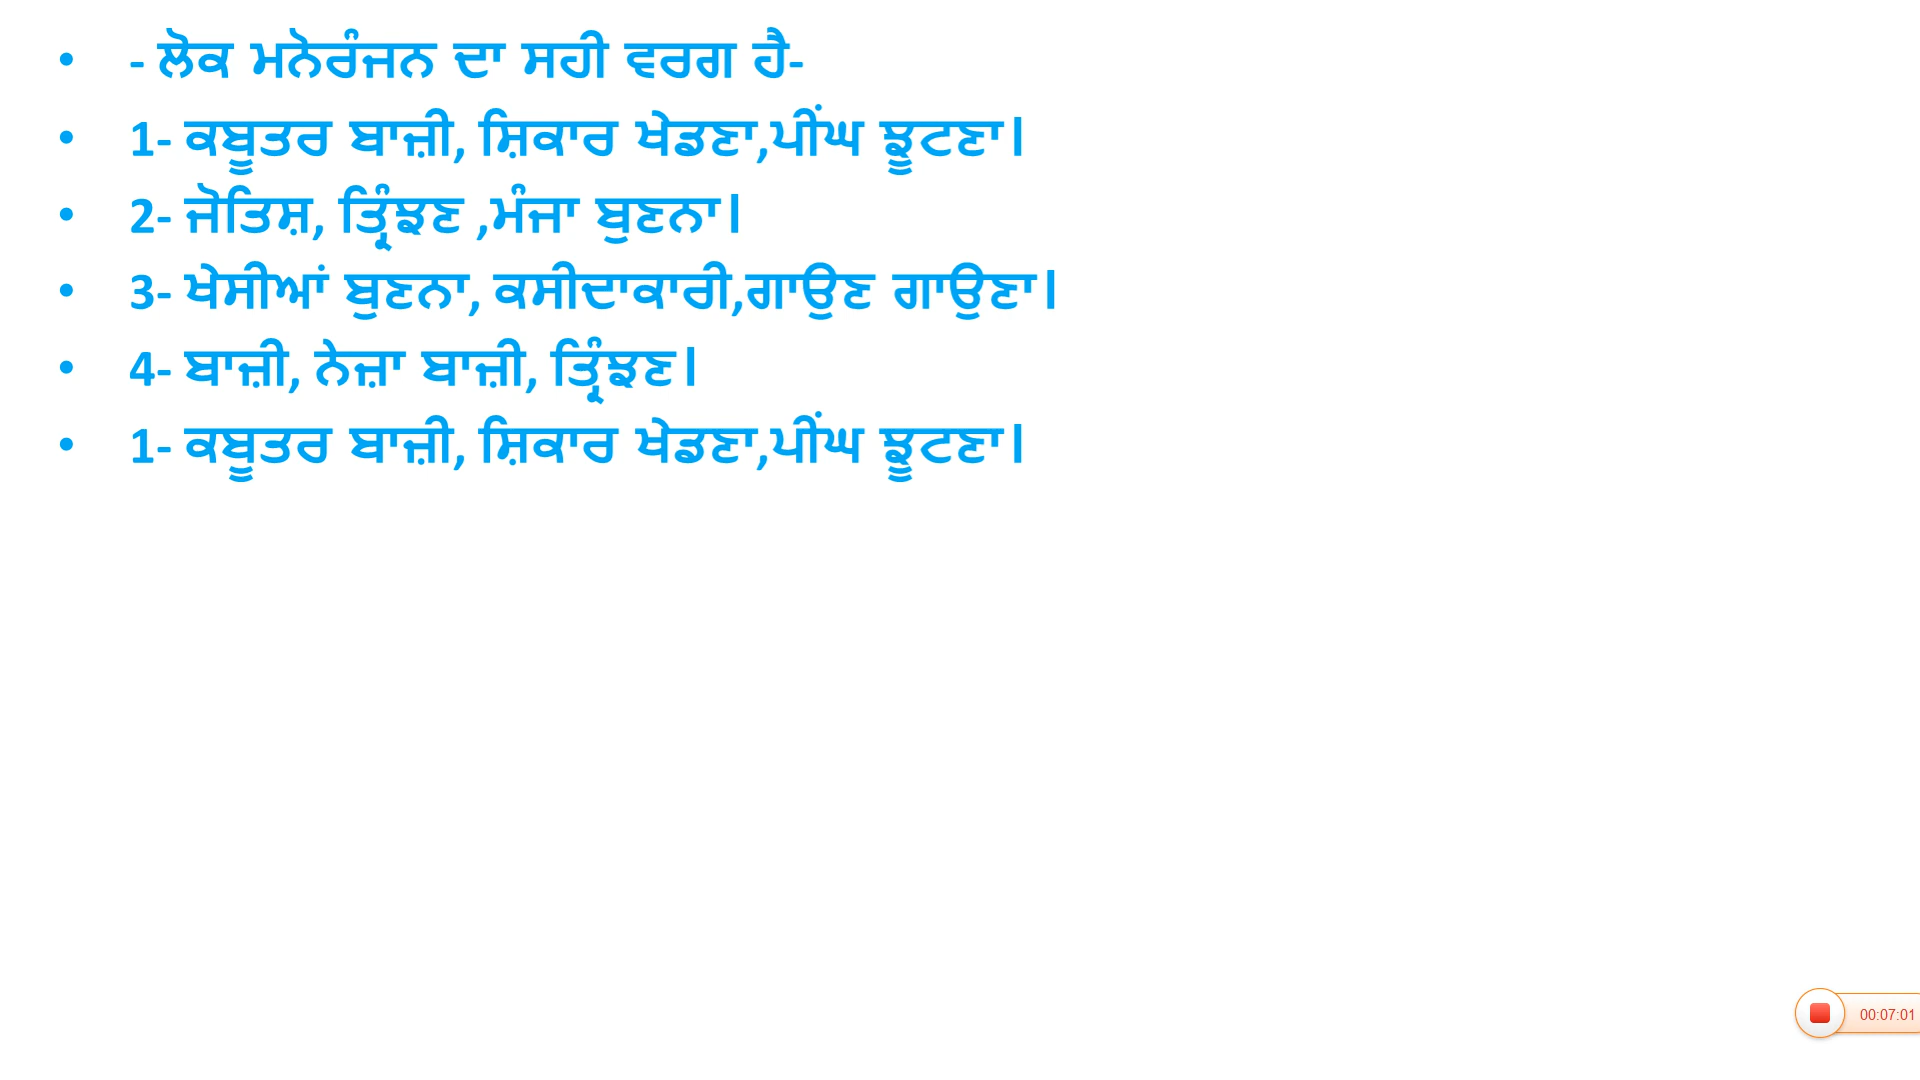 • - ਲੋਕ ਮਨੋਰੰਜਨ ਦਾ ਸਹੀ ਵਰਗ ਹੈ-
• 1- ਕਬੂਤਰ ਬਾਜ਼ੀ, ਸ਼ਿਕਾਰ ਖੇਡਣਾ,ਪੀਂਘ ਝੂਟਣਾ।
• 2- ਜੋਤਿਸ਼, ਤ੍ਰਿੰਝਣ ,ਮੰਜਾ ਬੁਣਨਾ।
• 3- ਖੇਸੀਆਂ ਬੁਣਨਾ, ਕਸੀਦਾਕਾਰੀ,ਗਾਉਣ ਗਾਉਣਾ।
• 4- ਬਾਜ਼ੀ, ਨੇਜ਼ਾ ਬਾਜ਼ੀ, ਤ੍ਰਿੰਝਣ।
• 1- ਕਬੂਤਰ ਬਾਜ਼ੀ, ਸ਼ਿਕਾਰ ਖੇਡਣਾ,ਪੀਂਘ ਝੂਟਣਾ।
00:07:01